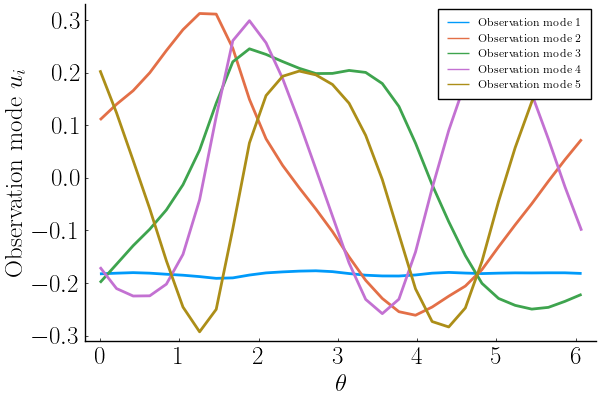 Observation mode 1
Observation mode 2
Observation mode 3
Observation mode 4
Observation mode 5
0.3
0.2
0.1
0.0
−0.1
−0.2
−0.3
Observation mode u_i
0 1 2 3 4 5 6
θ